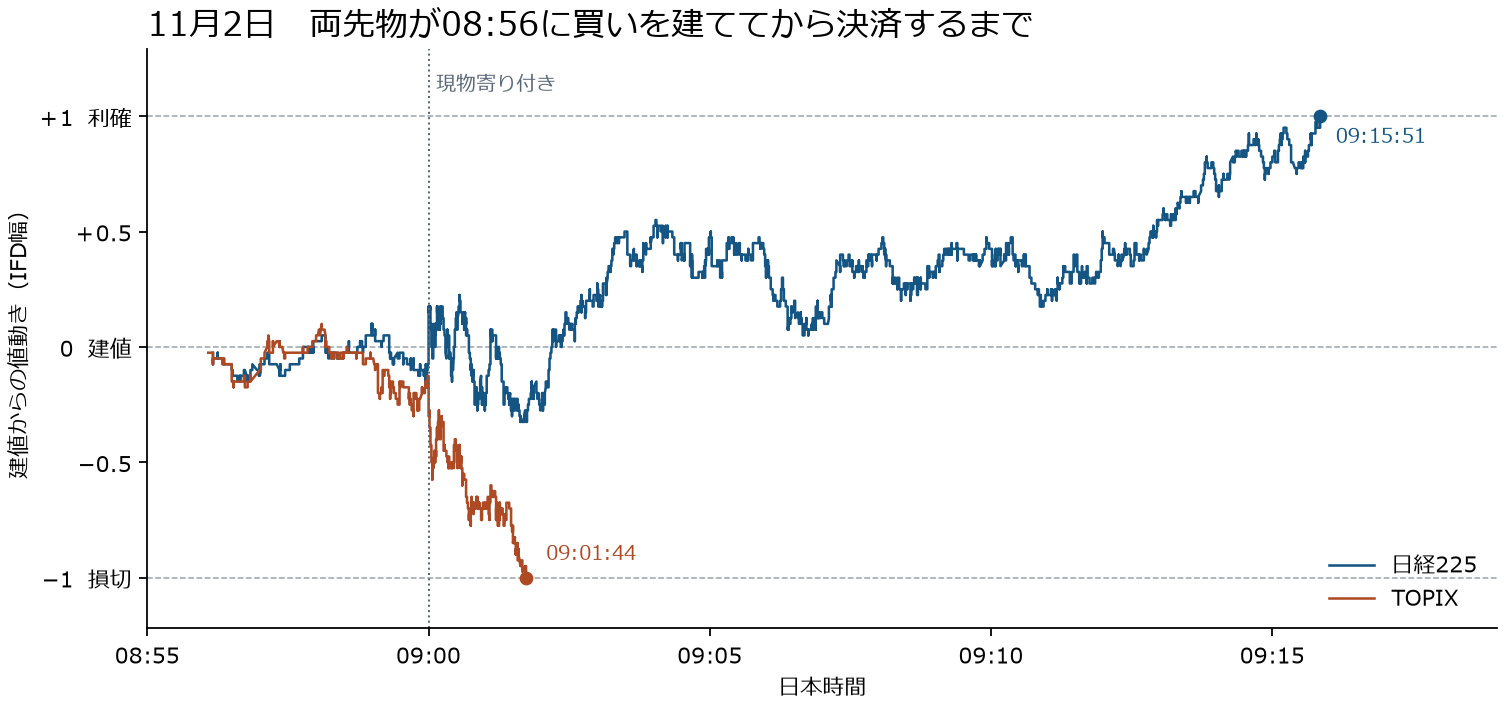 11月2日　両先物が08:56に買いを建ててから決済するまで
現物寄り付き
+1 利確
09:15:51
+0.5
建値からの値動き (IFD幅)
0 建値
−0.5
09:01:44
−1 損切
日経225
TOPIX
08:55
09:00
09:05
09:10
09:15
日本時間